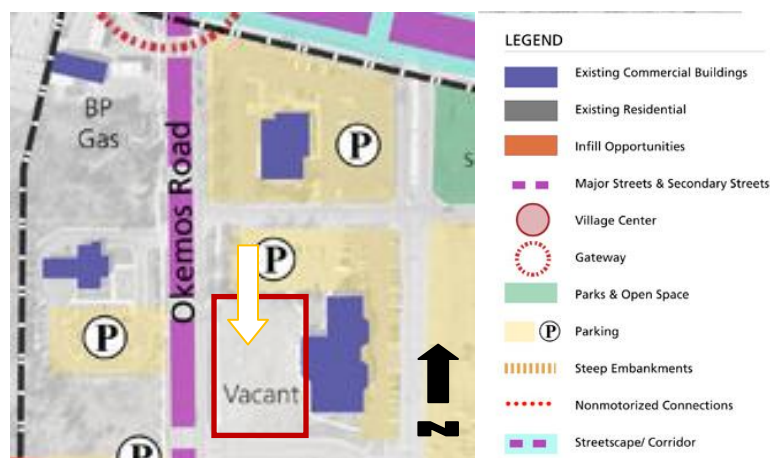 BP
Gas
P
S
Okemos Road
P
P
Vacant
N
P
LEGEND
Existing Commercial Buildings
Existing Residential
Infill Opportunities
Major Streets & Secondary Streets
Village Center
Gateway
Parks & Open Space
P Parking
Steep Embankments
Nonmotorized Connections
Streetscape/ Corridor